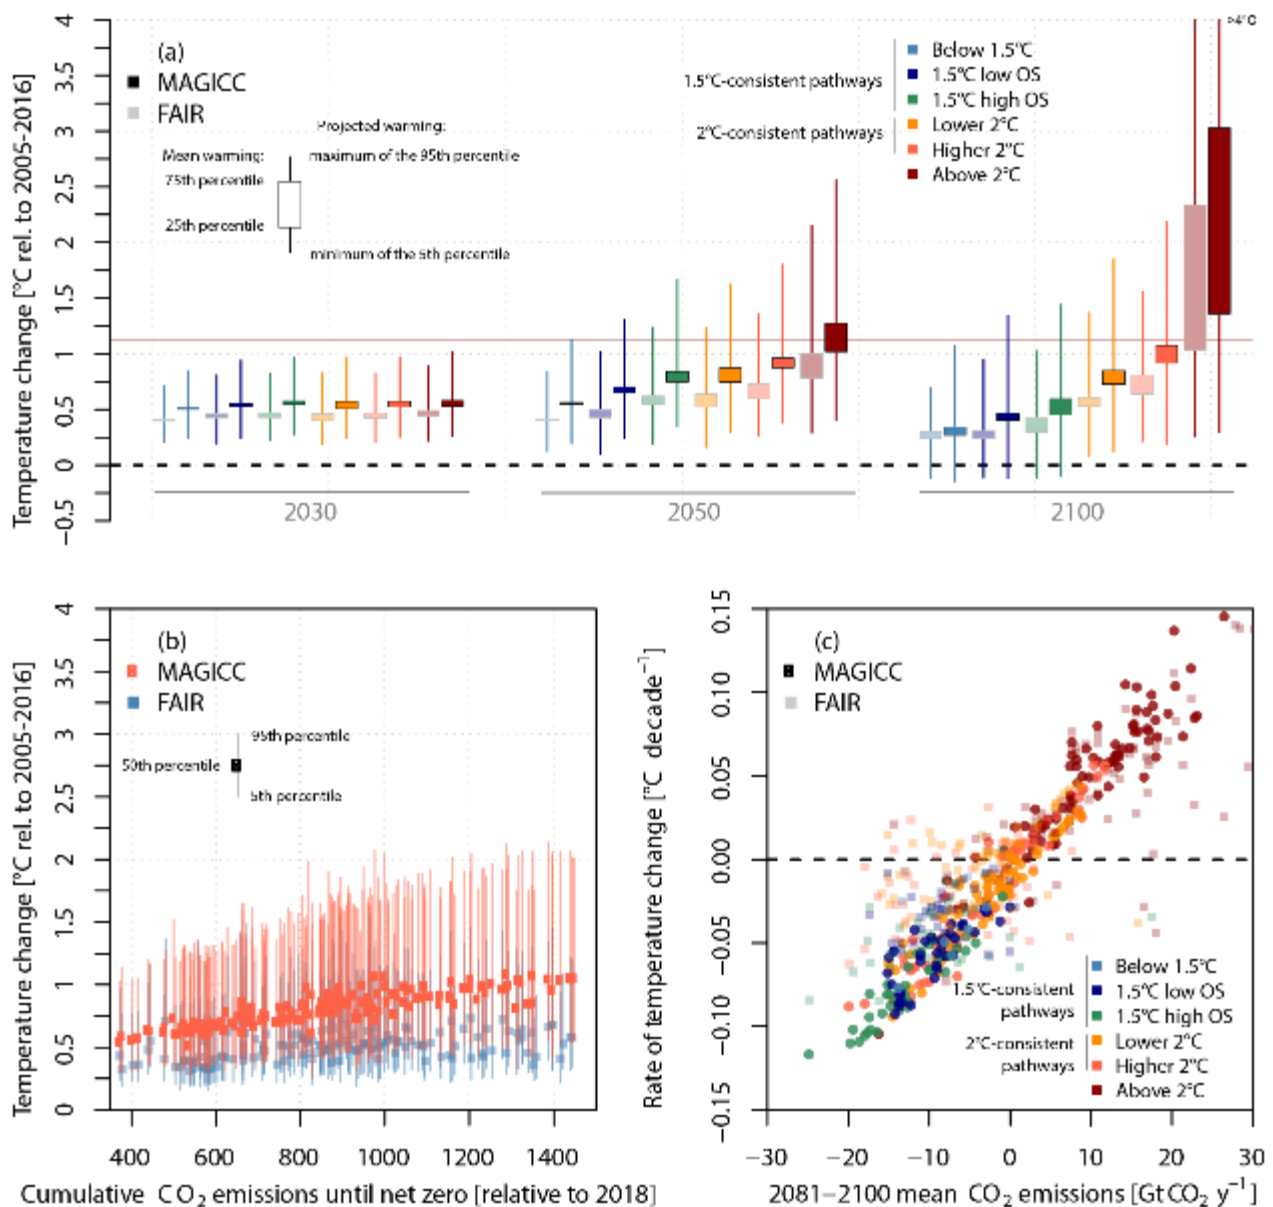 (a)
MAGICC
FAIR
Projected warming:
Mean warming:
maximum of the 95th percentile
75th percentile
25th percentile
minimum of the 5th percentile
1.5°C-consistent pathways
2°C-consistent pathways
Below 1.5°C
1.5°C low OS
1.5°C high OS
Lower 2°C
Higher 2°C
Above 2°C
>4°C
Temperature change [°C rel. to 2005-2016]
4
3.5
3
2.5
2
1.5
1
0.5
0
−0.5
2030
2050
2100
(b)
MAGICC
FAIR
95th percentile
50th percentile
5th percentile
Temperature change [°C rel. to 2005-2016]
4
3.5
3
2.5
2
1.5
1
0.5
0
400
600
800
1000
1200
1400
Cumulative CO₂ emissions until net zero [relative to 2018]
(c)
MAGICC
FAIR
Rate of temperature change [°C decade⁻¹]
0.15
0.10
0.05
0.00
−0.05
−0.10
−0.15
1.5°C-consistent
pathways
2°C-consistent
pathways
Below 1.5°C
1.5°C low OS
1.5°C high OS
Lower 2°C
Higher 2°C
Above 2°C
−30
−20
−10
0
10
20
30
2081−2100 mean CO₂ emissions [Gt CO₂ y⁻¹]